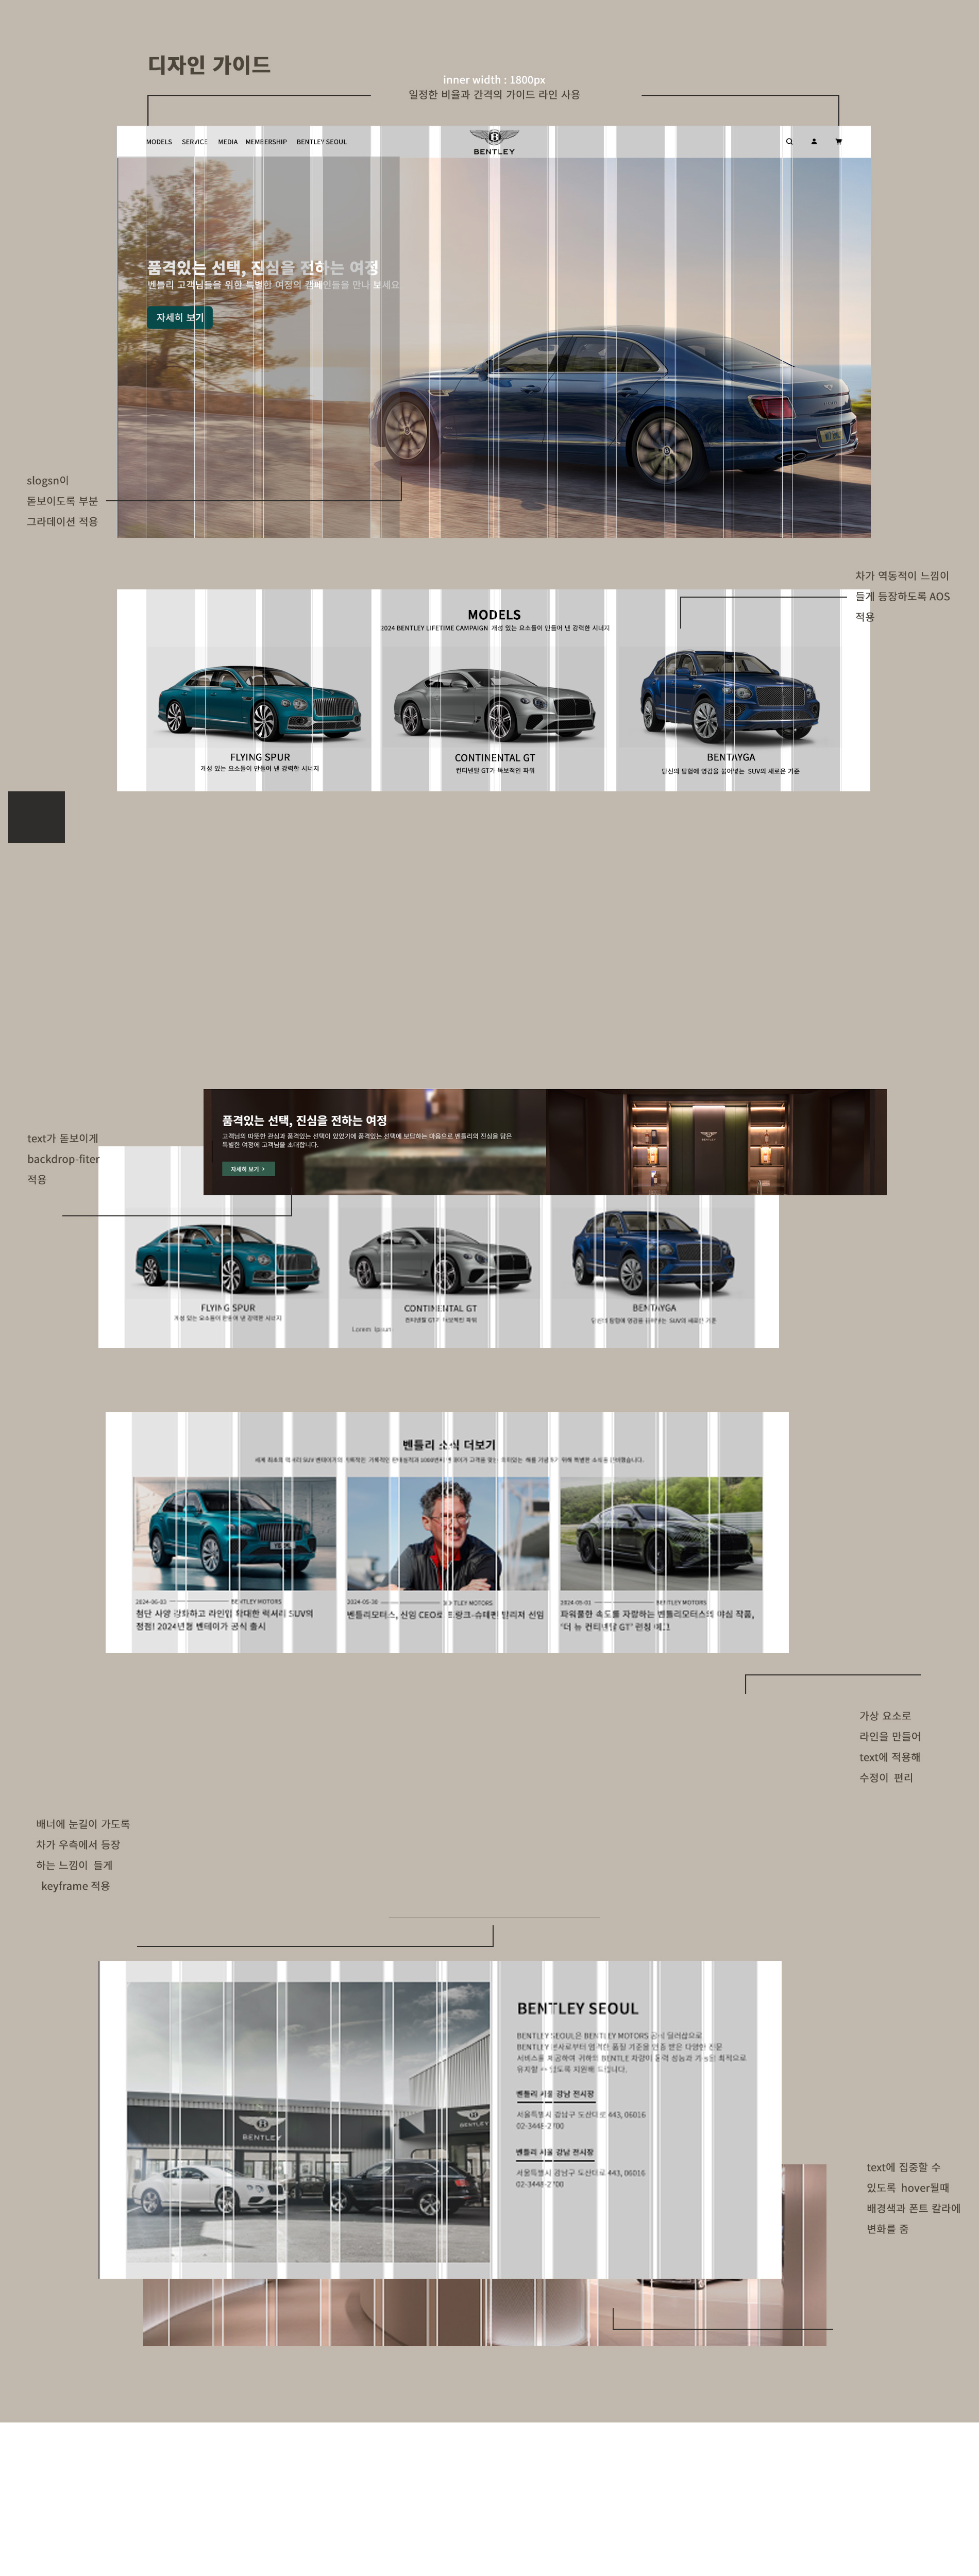 디자인 가이드
inner width : 1800px
일정한 비율과 간격의 가이드 라인 사용
MODELS SERVICE MEDIA MEMBERSHIP BENTLEY SEOUL
BENTLEY
품격있는 선택, 진심을 전하는 여정
벤틀리 고객님들을 위한 특별한 여정의 캠페인들을 만나 보세요
자세히 보기
slogsn이
돋보이도록 부분
그라데이션 적용
차가 역동적이 느낌이
들게 등장하도록 AOS
적용
MODELS
2024 BENTLEY LIFETIME CAMPAIGN 개성 있는 요소들이 만들어 낸 강력한 시너지
FLYING SPUR
개성 있는 요소들이 만들어 낸 강력한 시너지
CONTINENTAL GT
컨티넨탈 GT가 독보적인 파워
BENTAYGA
당신의 탐험에 영감을 불어넣는 SUV의 새로운 기준
text가 돋보이게
backdrop-fiter
적용
품격있는 선택, 진심을 전하는 여정
고객님의 따뜻한 관심과 품격있는 선택이 있었기에 품격있는 선택에 보답하는 마음으로 벤틀리의 진심을 담은
특별한 여정에 고객님을 초대합니다.
자세히 보기 >
FLYING SPUR
개성 있는 요소들이 만들어 낸 강력한 시너지
CONTINENTAL GT
컨티넨탈 GT가 독보적인 파워
Lorem Ipsum
BENTAYGA
당신의 탐험에 영감을 불어넣는 SUV의 새로운 기준
벤틀리 소식 더보기
2024-06-03 BENTLEY MOTORS
첨단 사양 강화하고 라인업 확대한 럭셔리 SUV의
정점! 2024년형 벤테이가 공식 출시
2024-05-30 BENTLEY MOTORS
벤틀리모터스, 신임 CEO로 프랑크-슈테펜 발리저 선임
2024-05-01 BENTLEY MOTORS
파워풀한 속도를 자랑하는 벤틀리모터스의 야심 작품,
"더 뉴 컨티넨탈 GT" 런칭 예고
가상 요소로
라인을 만들어
text에 적용해
수정이 편리
배너에 눈길이 가도록
차가 우측에서 등장
하는 느낌이 들게
keyframe 적용
BENTLEY
BENTLEY
BENTLEY SEOUL
BENTLEY SEOUL은 BENTLEY MOTORS 공식 딜러샵으로
BENTLEY 본사로부터 엄격한 품질 기준을 인증 받은 다양한 전문
서비스를 제공하여 귀하의 BENTLE 차량이 동력 성능과 기능을 최적으로
유지할 수 있도록 지원해 드립니다.
벤틀리 서울 강남 전시장
서울특별시 강남구 도산대로 443, 06016
02-3448-2700
벤틀리 서울 강남 전시장
서울특별시 강남구 도산대로 443, 06016
02-3448-2700
text에 집중할 수
있도록 hover될때
배경색과 폰트 칼라에
변화를 줌